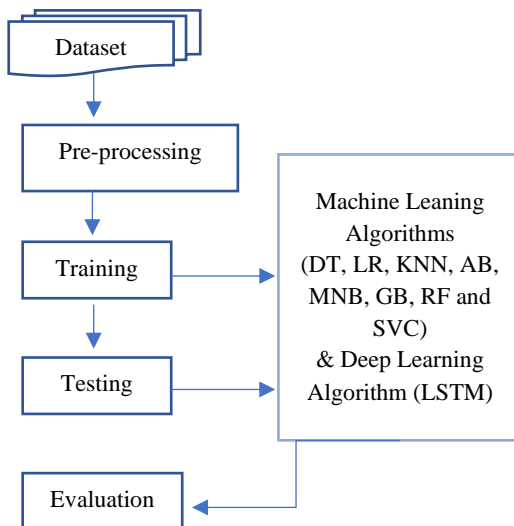 Dataset
Pre-processing
Training
Testing
Machine Leaning
Algorithms
(DT, LR, KNN, AB,
MNB, GB, RF and
SVC)
& Deep Learning
Algorithm (LSTM)
Evaluation